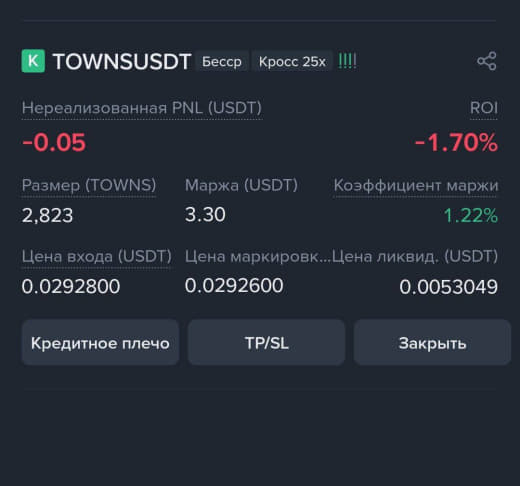 К TOWNSUSDT Бесср Кросс 25x
Нереализованная PNL (USDT) ROI
-0.05 -1.70%
Размер (TOWNS) Маржа (USDT) Коэффициент маржи
2,823 3.30 1.22%
Цена входа (USDT) Цена маркировк... Цена ликвид. (USDT)
0.0292800 0.0292600 0.0053049
Кредитное плечо TP/SL Закрыть